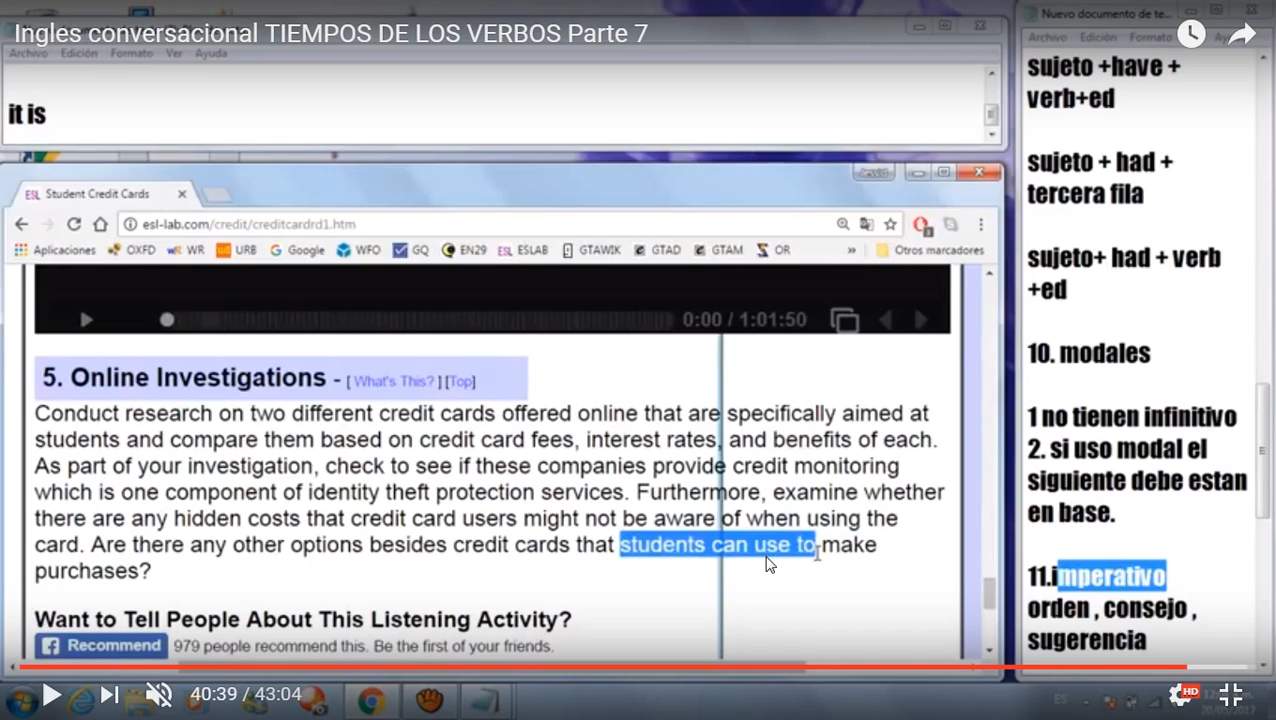 Ingles conversacional TIEMPOS DE LOS VERBOS Parte 7
Archivo Edición Formato Ver Ayuda
it is
Nuevo documento de te...
Archivo Edición Formato
sujeto +have +
verb+ed
sujeto + had +
tercera fila
sujeto+ had + verb
+ed
10. modales
1 no tienen infinitivo
2. si uso modal el
siguiente debe estan
en base.
11.imperativo
orden , consejo ,
sugerencia
ESL Student Credit Cards
esl-lab.com/credit/creditcardrd1.htm
Aplicaciones OXFD WR WR URB G Google WFO GQ EN29 ESL ESLAB GTAWIK GTAD GTAM OR » Otros marcadores
0:00 / 1:01:50
5. Online Investigations - [ What's This? ] [Top]
Conduct research on two different credit cards offered online that are specifically aimed at
students and compare them based on credit card fees, interest rates, and benefits of each.
As part of your investigation, check to see if these companies provide credit monitoring
which is one component of identity theft protection services. Furthermore, examine whether
there are any hidden costs that credit card users might not be aware of when using the
card. Are there any other options besides credit cards that students can use to make
purchases?
Want to Tell People About This Listening Activity?
Recommend 979 people recommend this. Be the first of your friends.
40:39 / 43:04
HD
ES